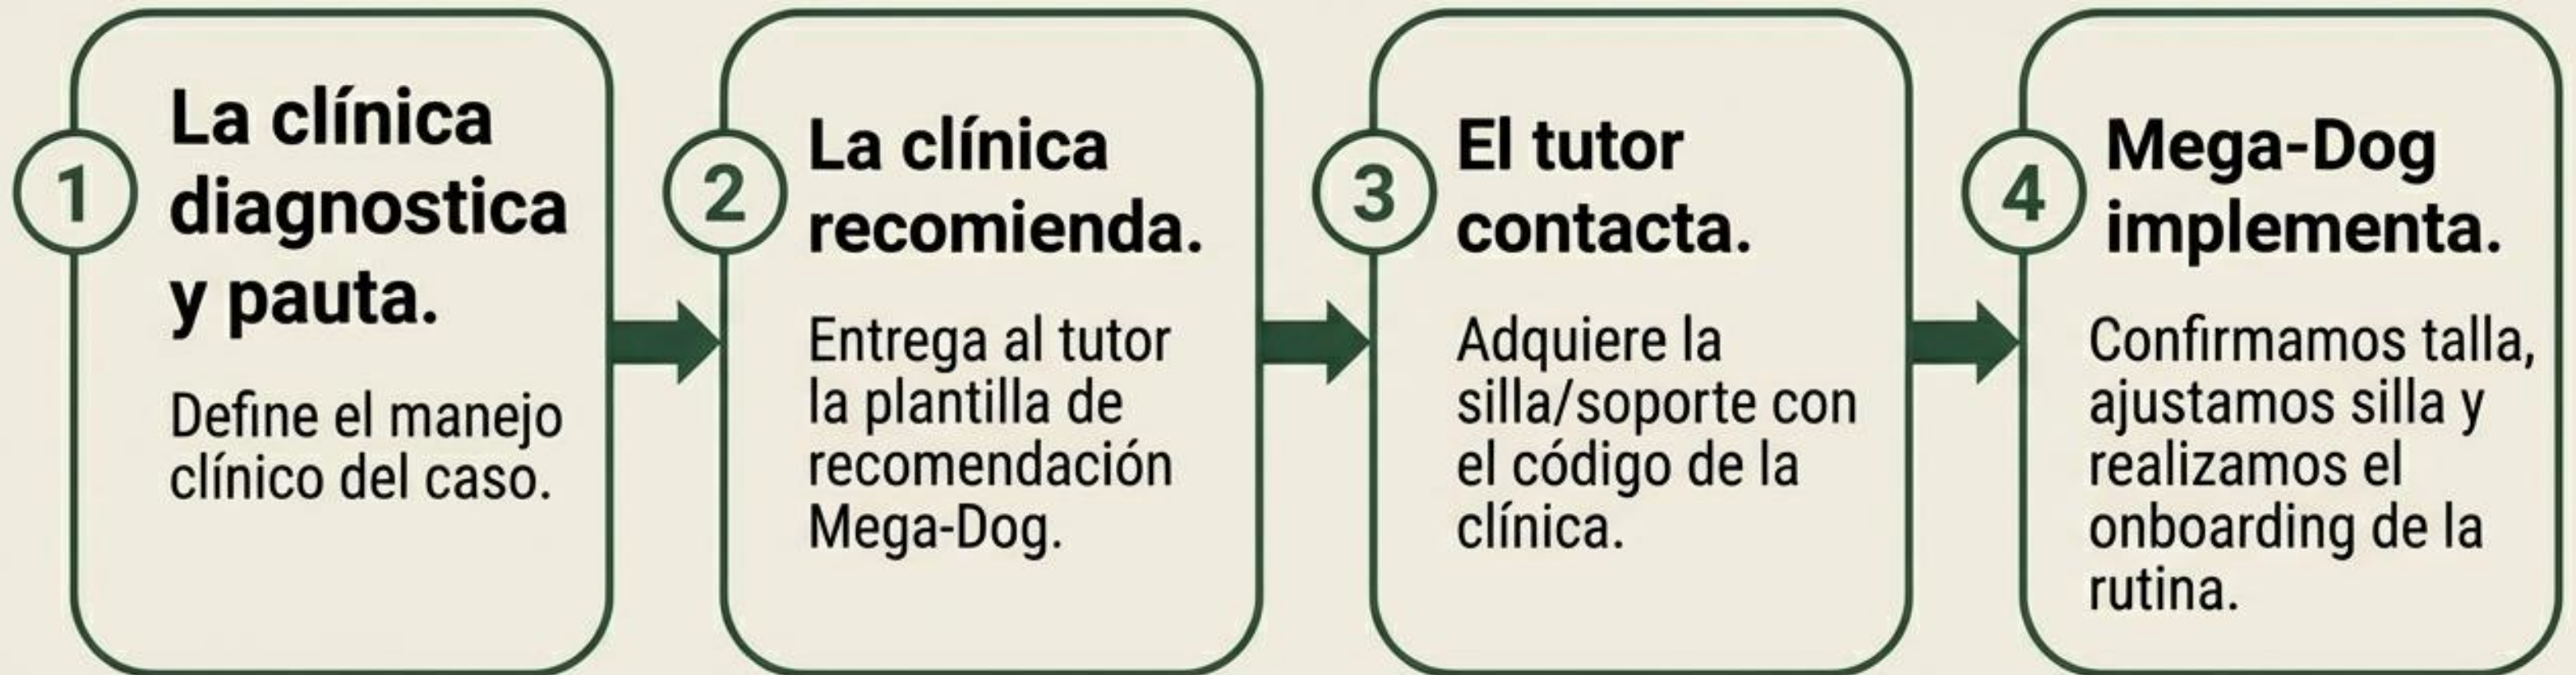 1
La clínica
diagnostica
y pauta.
Define el manejo
clínico del caso.
2
La clínica
recomienda.
Entrega al tutor
la plantilla de
recomendación
Mega-Dog.
3
El tutor
contacta.
Adquiere la
silla/soporte con
el código de la
clínica.
4
Mega-Dog
implementa.
Confirmamos talla,
ajustamos silla y
realizamos el
onboarding de la
rutina.